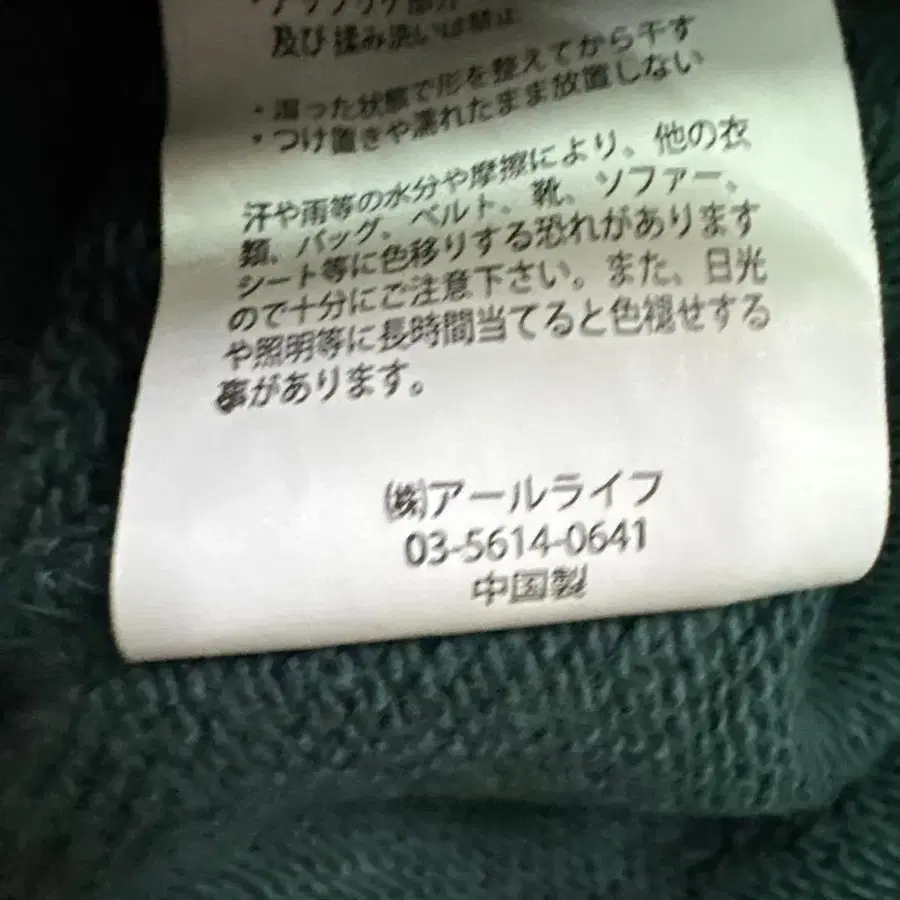 ・アップリケ部分
及び揉み洗いは禁止
・湿った状態で形を整えてから干す
・つけ置きや濡れたまま放置しない
汗や雨等の水分や摩擦により、他の衣
類、バッグ、ベルト、靴、ソファー、
シート等に色移りする恐れがあります
ので十分にご注意下さい。また、日光
や照明等に長時間当てると色褪せする
事があります。
㈱アールライフ
03-5614-0641
中国製